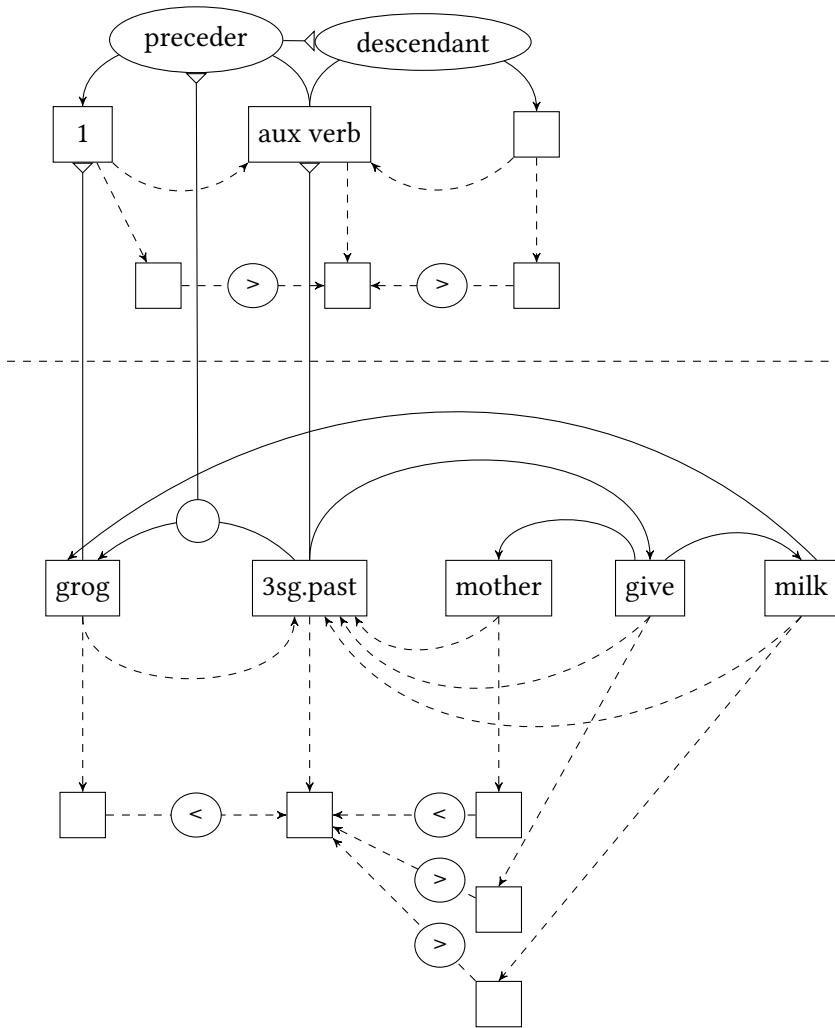 preceder descendant
1 aux verb
> >
grog 3sg.past mother give milk
< <
>
>